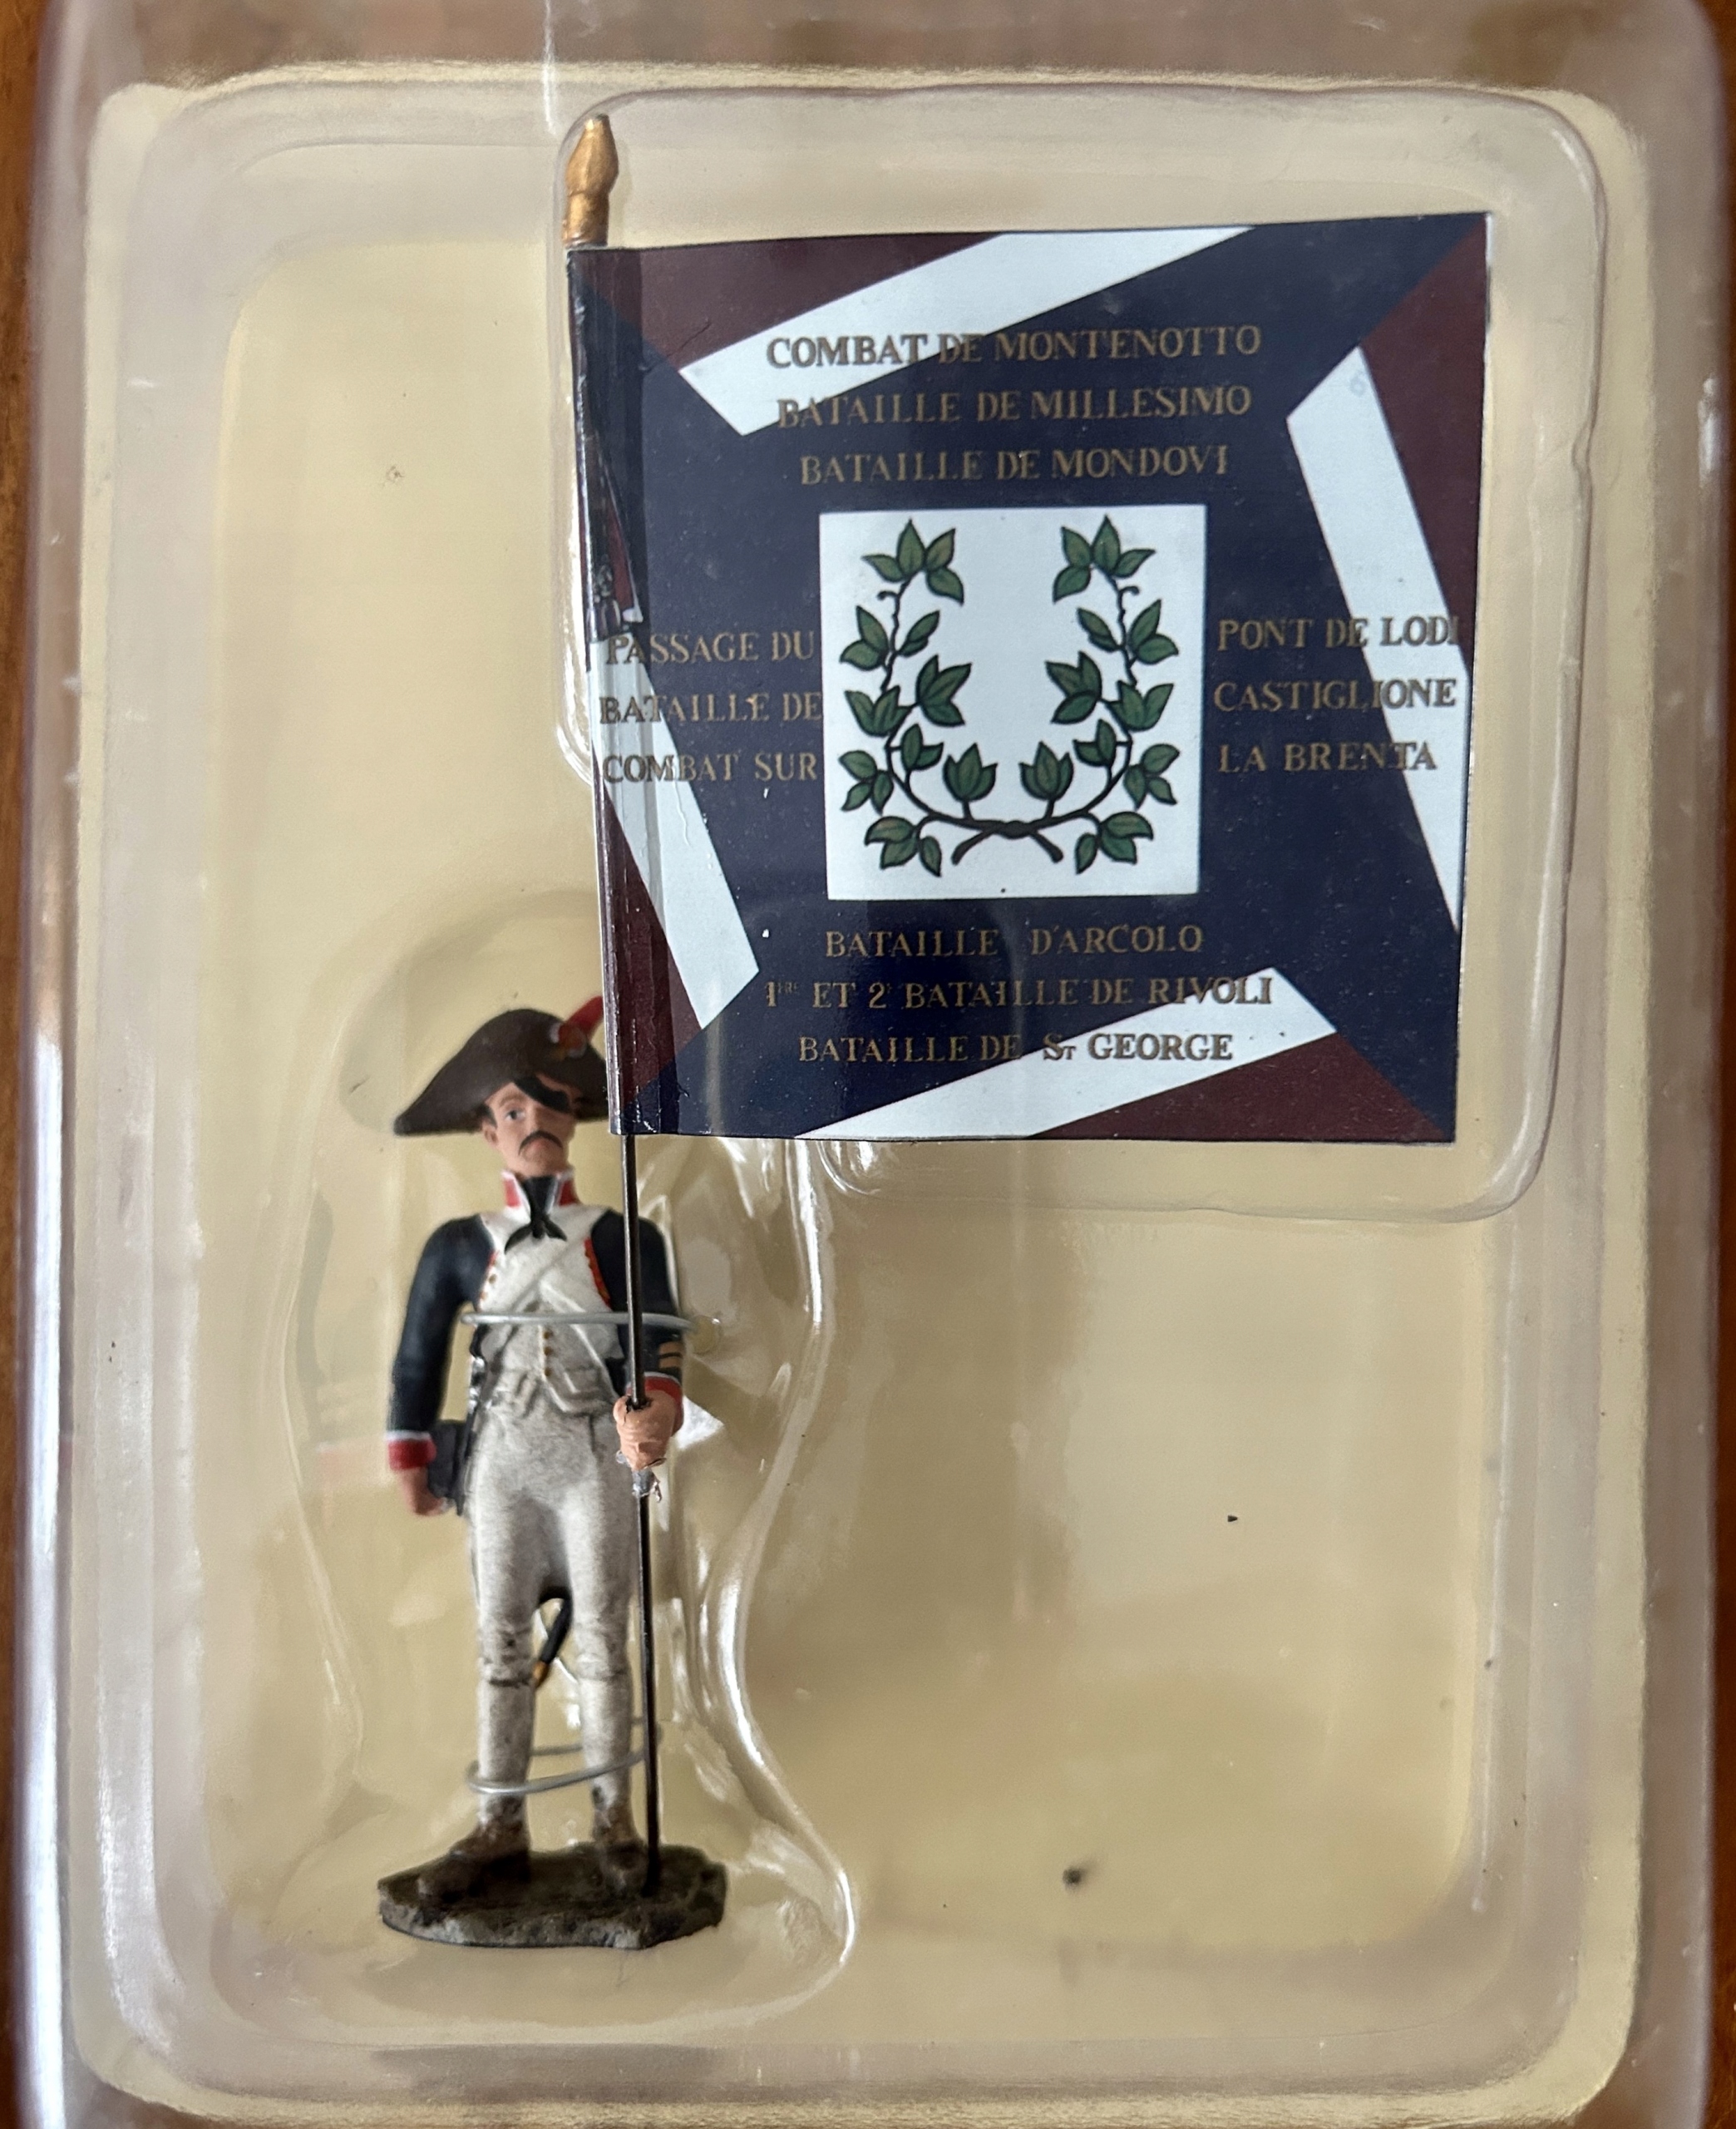 COMBAT DE MONTENOTTO
BATAILLE DE MILLESIMO
BATAILLE DE MONDOVI
PASSAGE DU PONT DE LODI
BATAILLE DE CASTIGLIONE
COMBAT SUR LA BRENTA
BATAILLE D'ARCOLO
1RE ET 2E BATAILLE DE RIVOLI
BATAILLE DE ST GEORGE